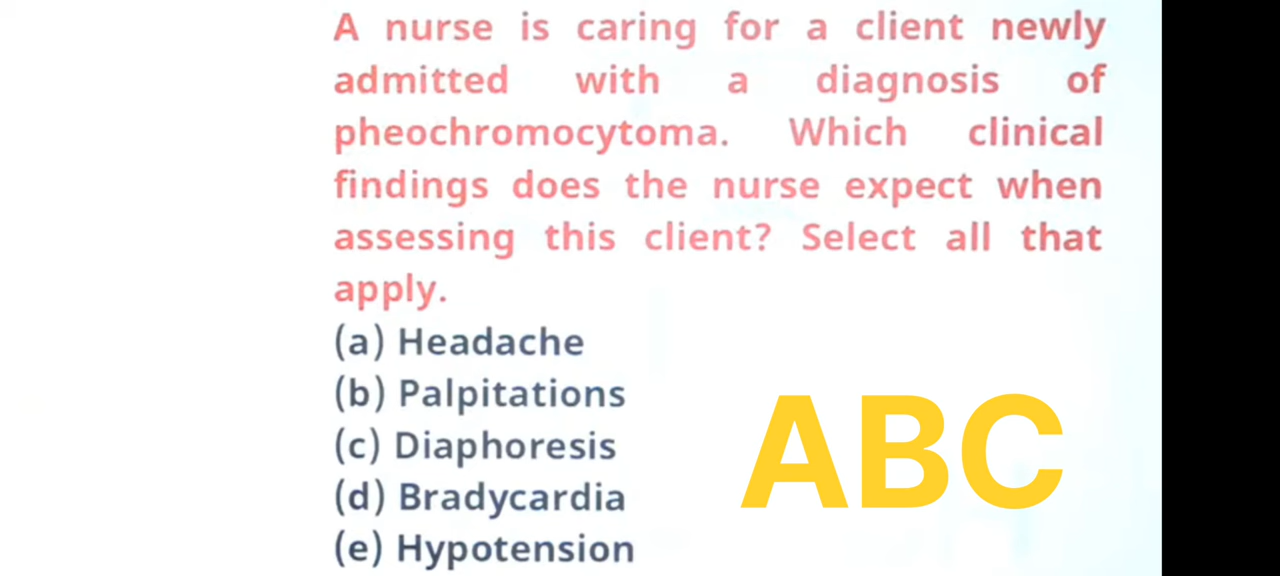 A nurse is caring for a client newly
admitted with a diagnosis of
pheochromocytoma. Which clinical
findings does the nurse expect when
assessing this client? Select all that
apply.
(a) Headache
(b) Palpitations
(c) Diaphoresis
(d) Bradycardia
(e) Hypotension
ABC